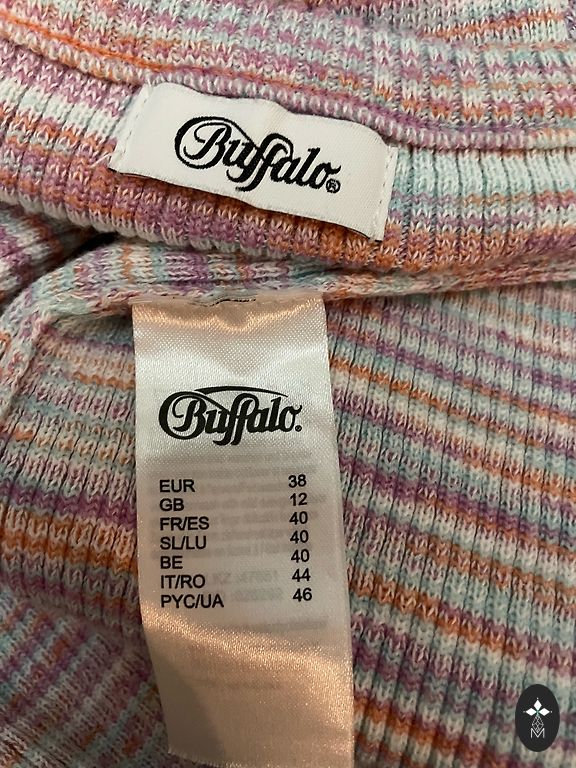 Buffalo®
Buffalo.
EUR 38
GB 12
FR/ES 40
SL/LU 40
BE 40
IT/RO 44
PYC/UA 46